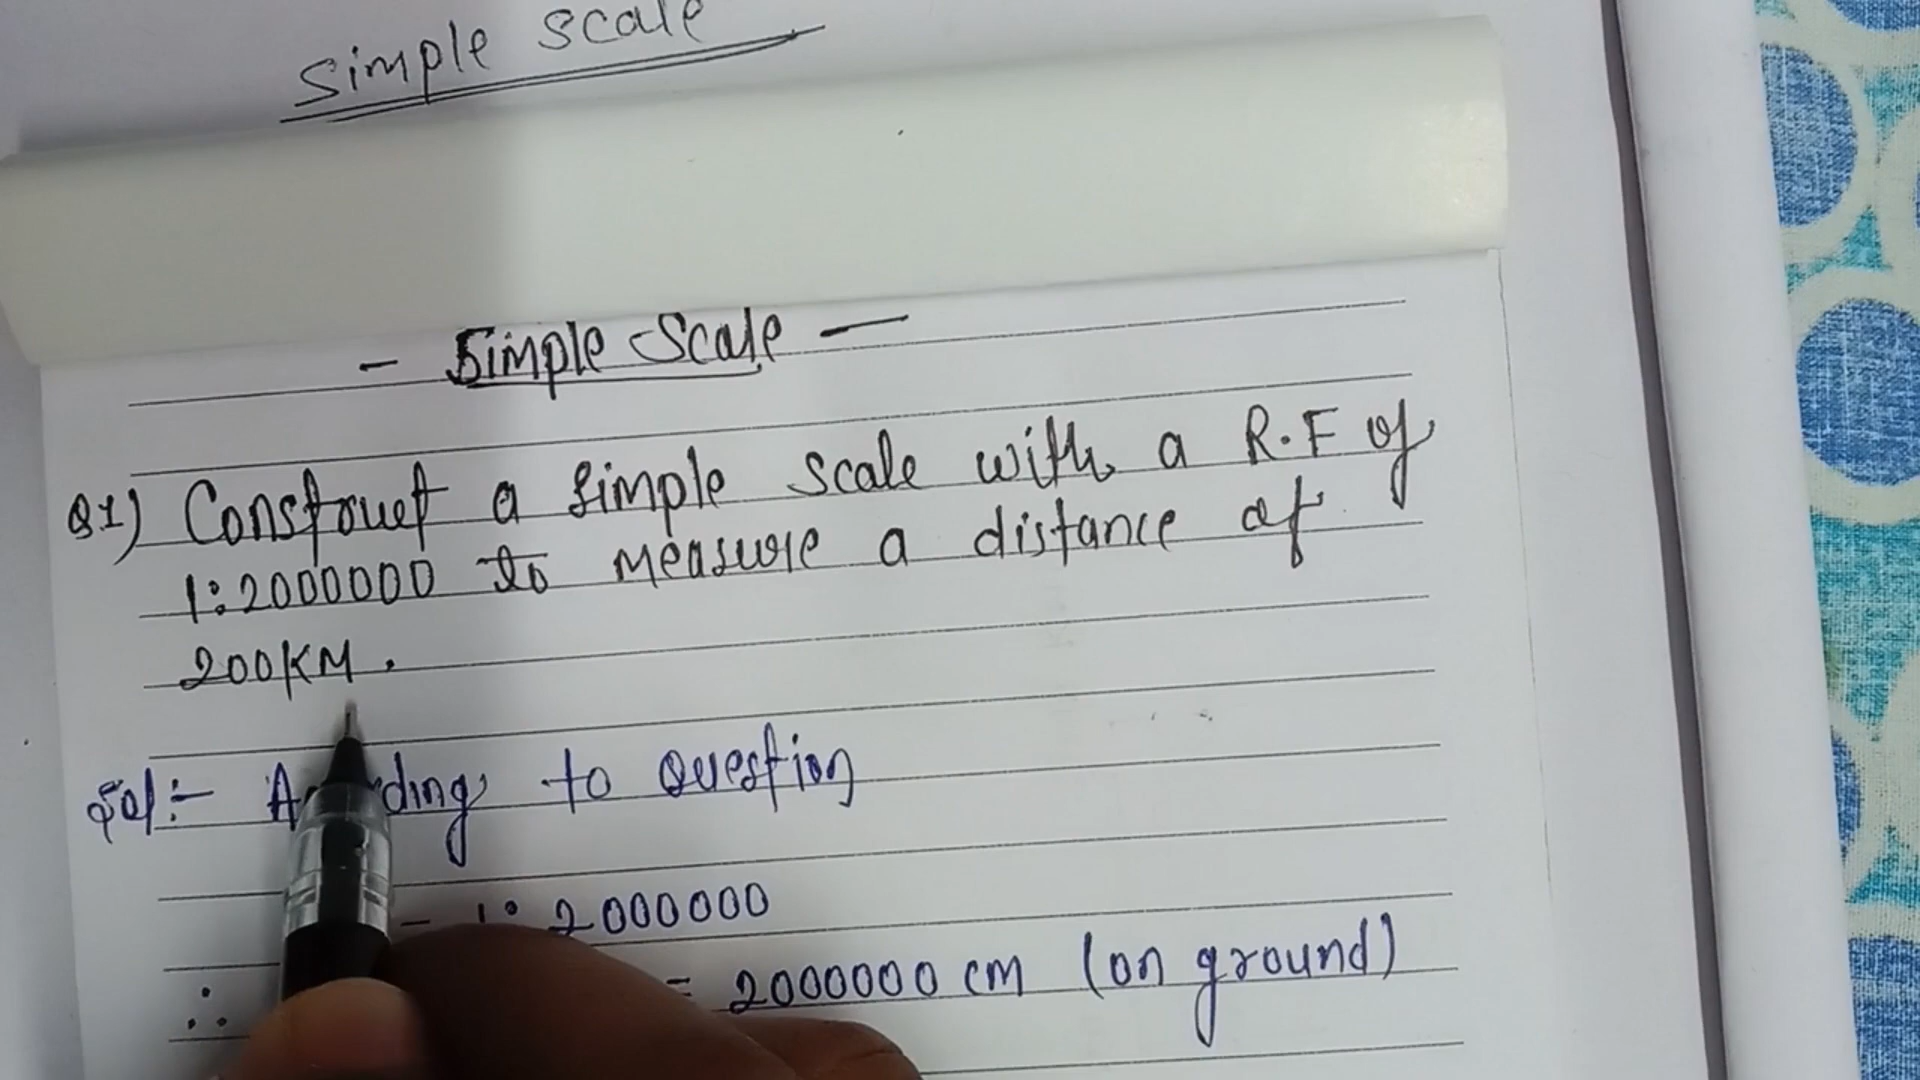 Simple Scale
- Simple Scale -
Q1) Construct a simple scale with a R.F of
1:2000000 to measure a distance of
200KM.
Sol:- According to Question
- 1: 2000000
∴ = 2000000 cm (on ground)